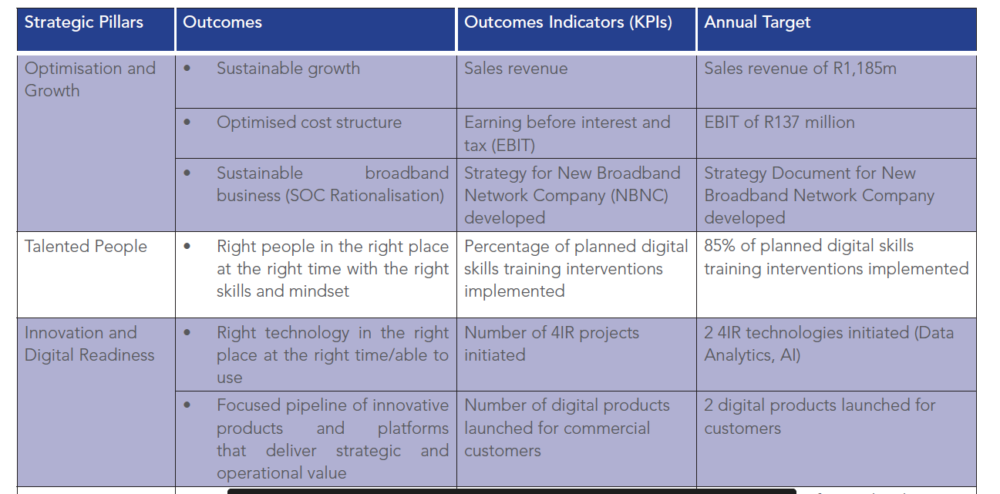 Strategic Pillars
Outcomes
Outcomes Indicators (KPIs)
Annual Target
Optimisation and
Growth
• Sustainable growth
Sales revenue
Sales revenue of R1,185m
• Optimised cost structure
Earning before interest and
tax (EBIT)
EBIT of R137 million
• Sustainable broadband
business (SOC Rationalisation)
Strategy for New Broadband
Network Company (NBNC)
developed
Strategy Document for New
Broadband Network Company
developed
Talented People
• Right people in the right place
at the right time with the right
skills and mindset
Percentage of planned digital
skills training interventions
implemented
85% of planned digital skills
training interventions implemented
Innovation and
Digital Readiness
• Right technology in the right
place at the right time/able to
use
Number of 4IR projects
initiated
2 4IR technologies initiated (Data
Analytics, AI)
• Focused pipeline of innovative
products and platforms
that deliver strategic and
operational value
Number of digital products
launched for commercial
customers
2 digital products launched for
customers